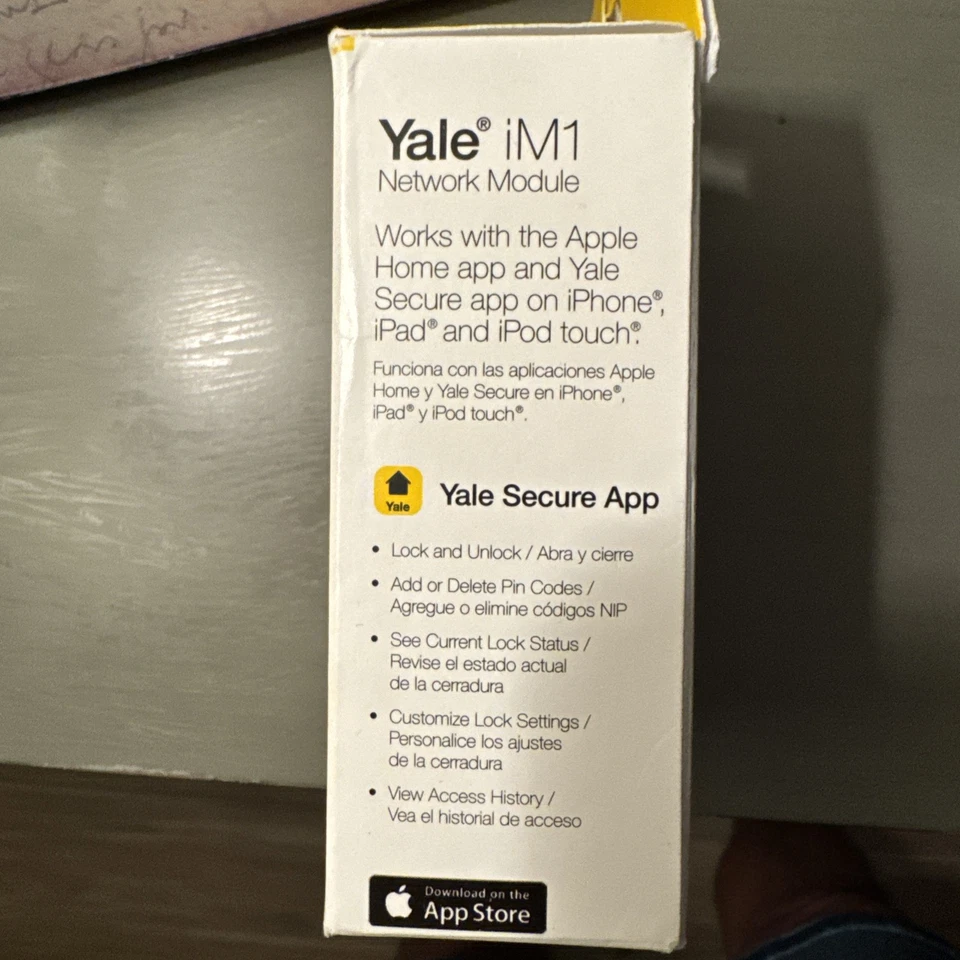 Yale® iM1
Network Module
Works with the Apple
Home app and Yale
Secure app on iPhone®,
iPad® and iPod touch®.
Funciona con las aplicaciones Apple
Home y Yale Secure en iPhone®,
iPad® y iPod touch®.
Yale
Yale Secure App
• Lock and Unlock / Abra y cierre
• Add or Delete Pin Codes /
Agregue o elimine códigos NIP
• See Current Lock Status /
Revise el estado actual
de la cerradura
• Customize Lock Settings /
Personalice los ajustes
de la cerradura
• View Access History /
Vea el historial de acceso
Download on the
App Store